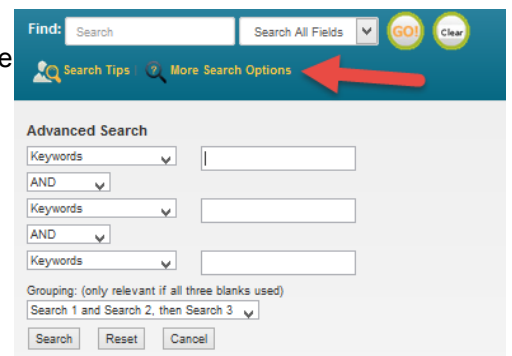 Find: Search Search All Fields GO! Clear
e
Search Tips | More Search Options
Advanced Search
Keywords
AND
Keywords
AND
Keywords
Grouping: (only relevant if all three blanks used)
Search 1 and Search 2, then Search 3
Search Reset Cancel